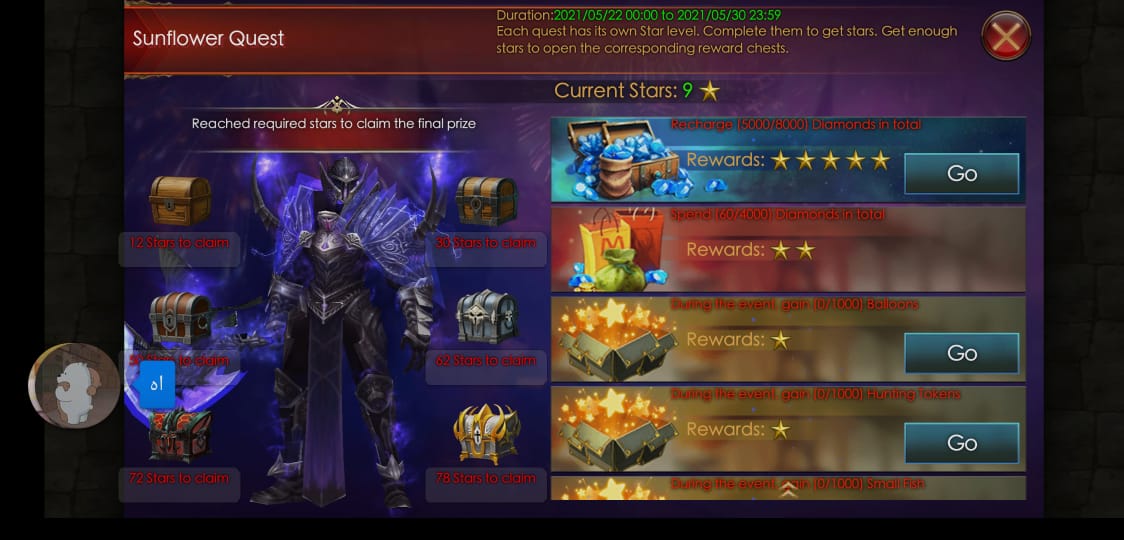 Sunflower Quest
Duration:2021/05/22 00:00 to 2021/05/30 23:59
Each quest has its own Star level. Complete them to get stars. Get enough
stars to open the corresponding reward chests.
Current Stars: 9
Reached required stars to claim the final prize
12 Stars to claim
30 Stars to claim
Stars to claim
62 Stars to claim
72 Stars to claim
78 Stars to claim
اه
Recharge (5000/8000) Diamonds in total
Rewards:
Go
Spend (60/4000) Diamonds in total
Rewards:
During the event, gain (0/1000) Balloons
Rewards:
Go
During the event, gain (0/1000) Hunting Tokens
Rewards:
Go
During the event, gain (0/1000) Small Fish